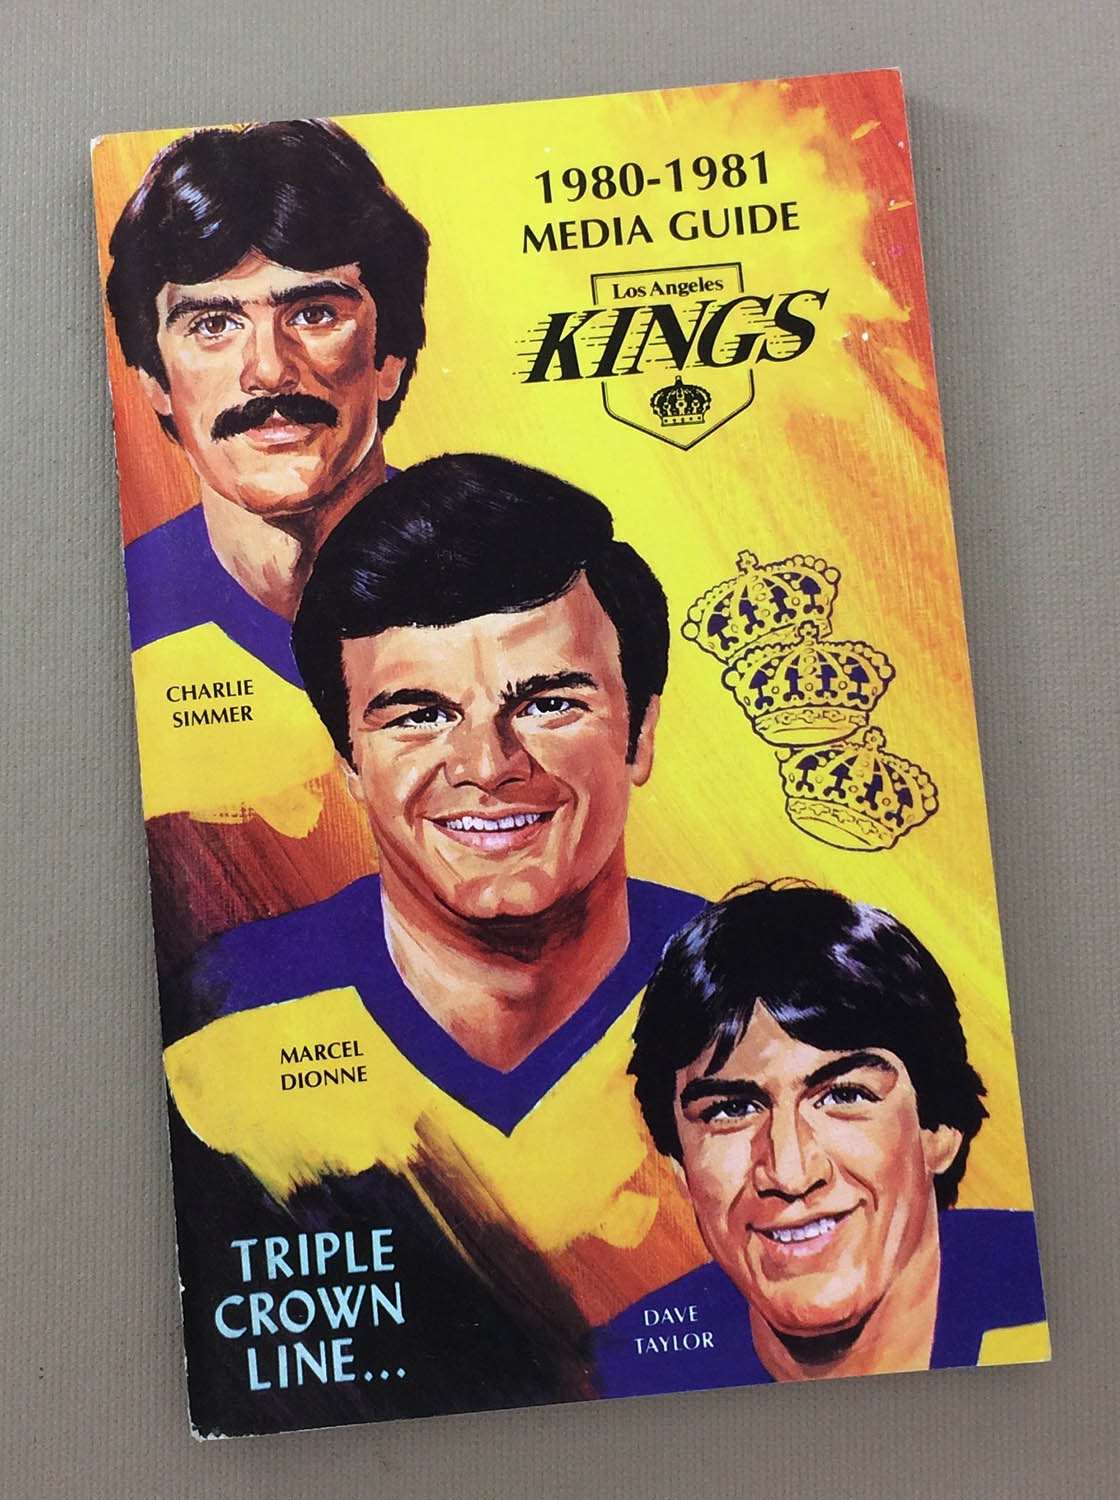 1980-1981
MEDIA GUIDE
Los Angeles
KINGS
CHARLIE
SIMMER
MARCEL
DIONNE
TRIPLE
CROWN
LINE...
DAVE
TAYLOR